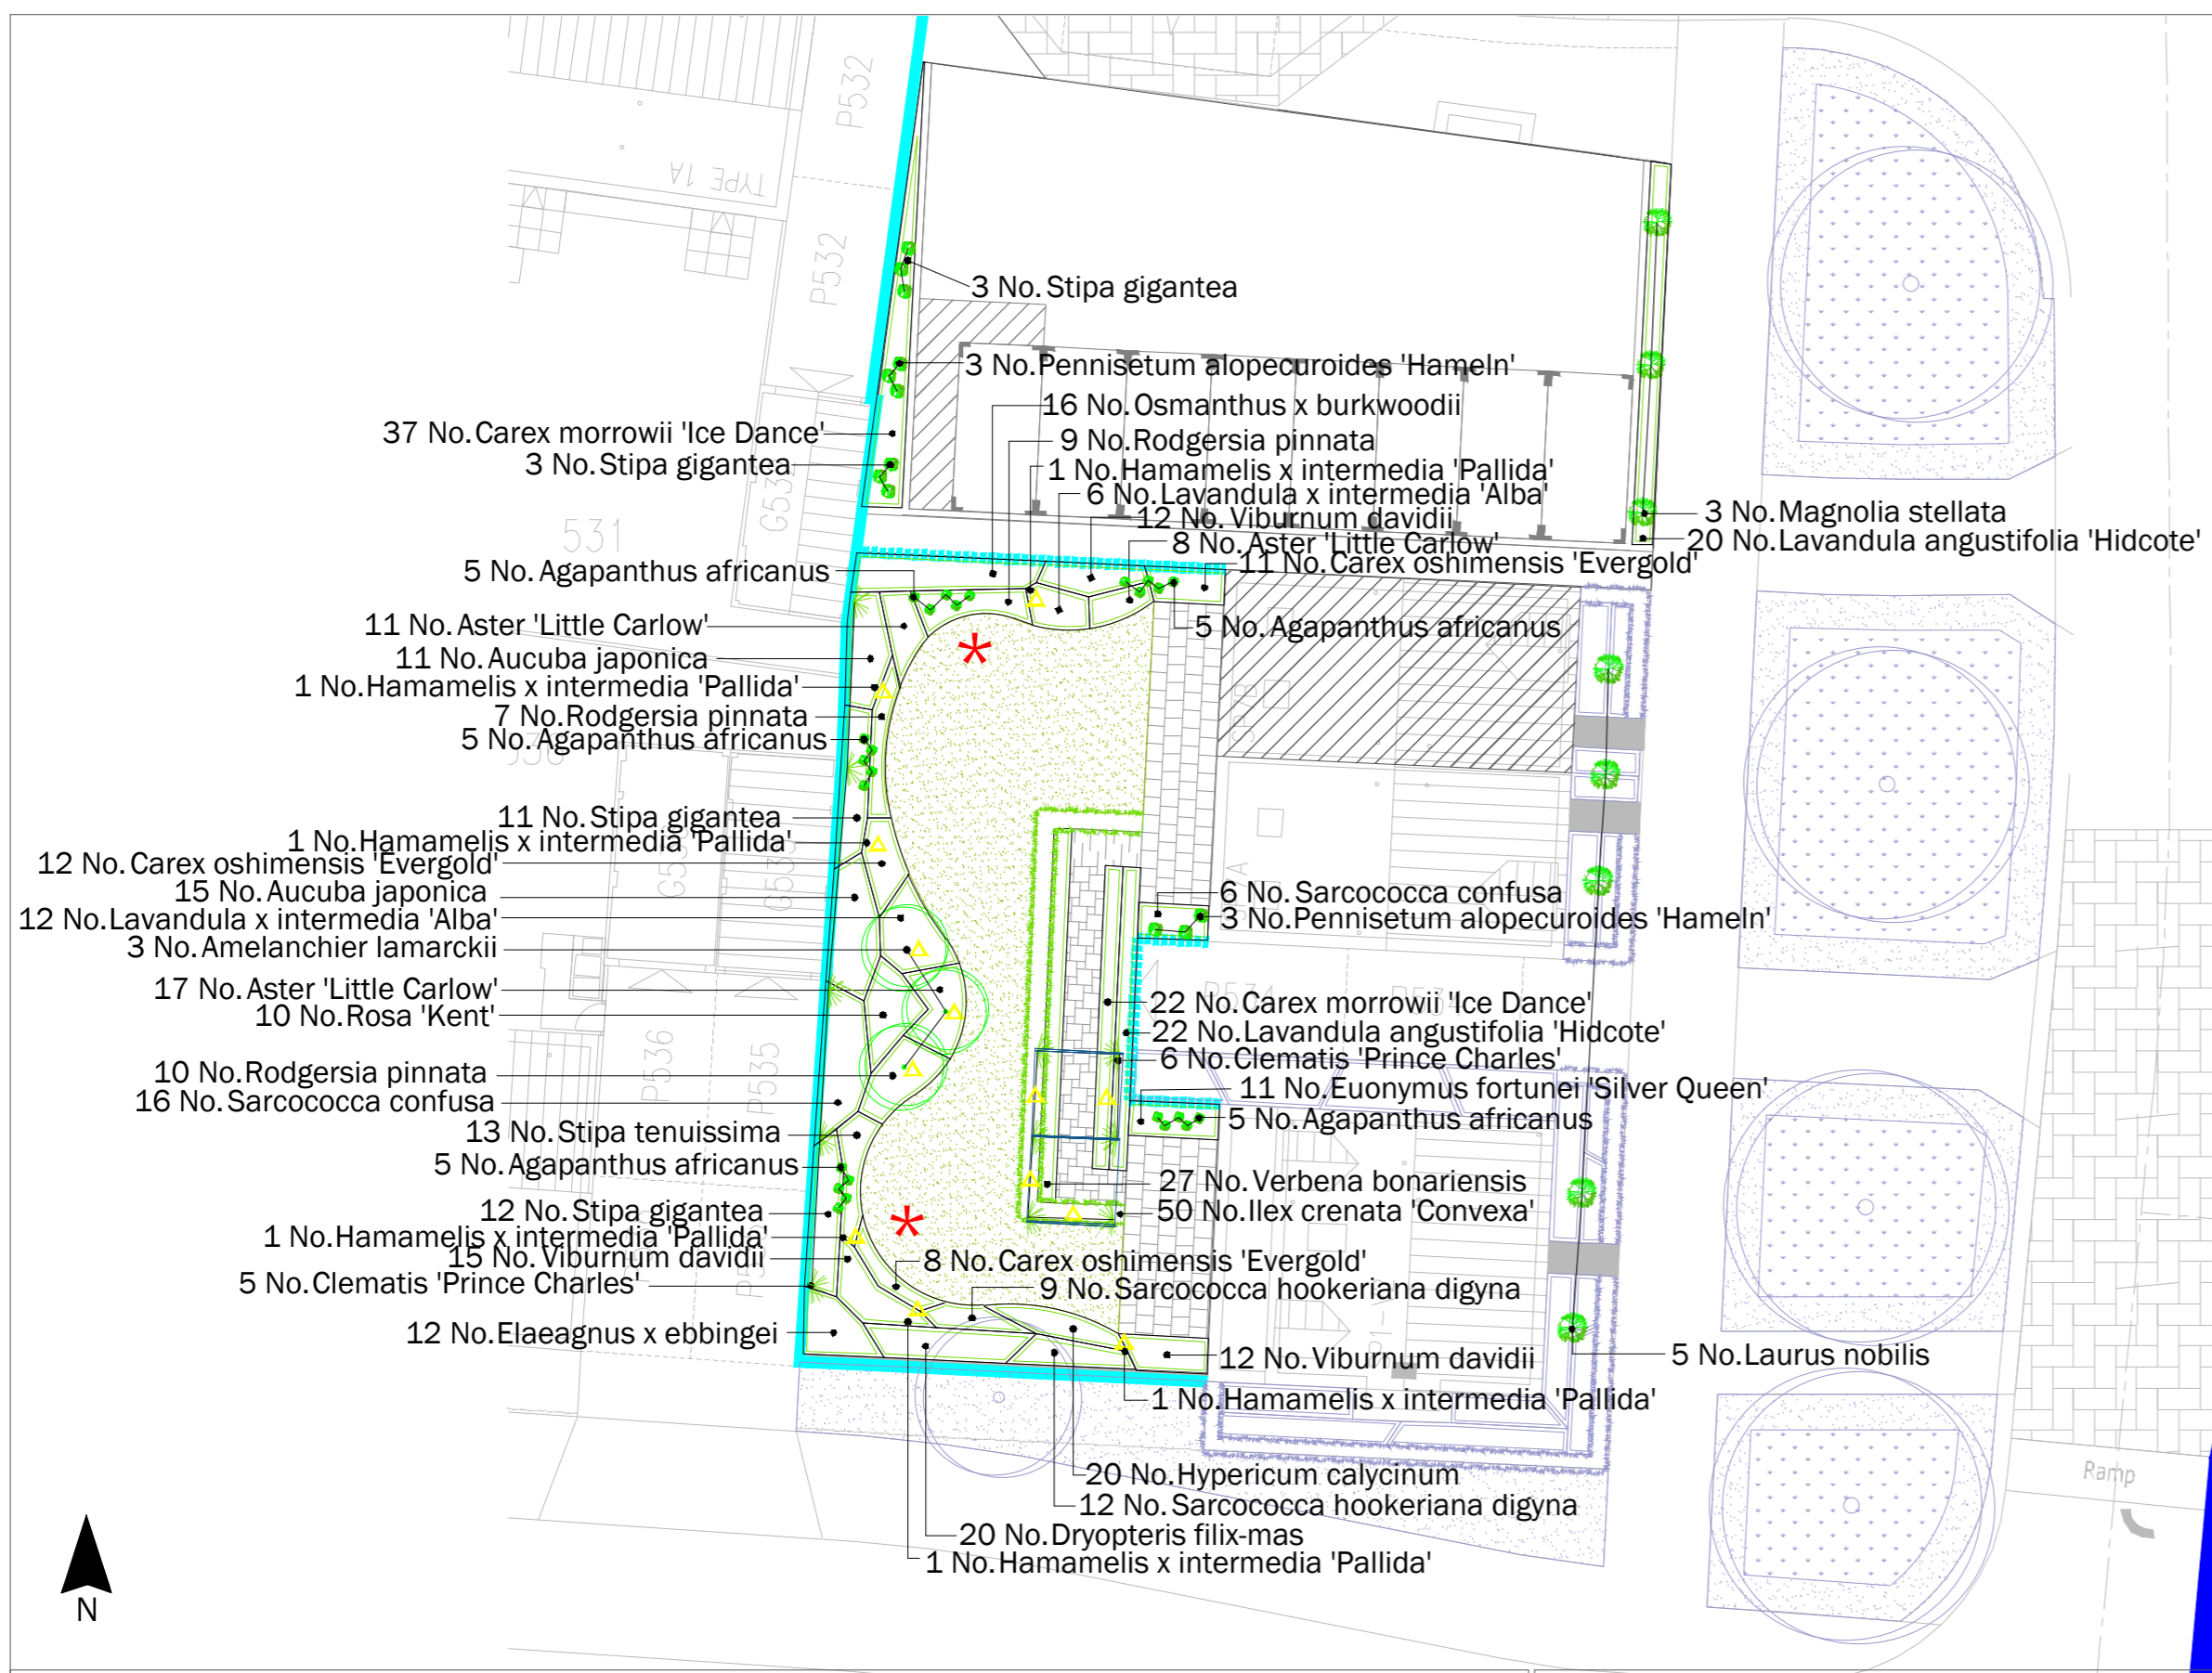 P532
TYPE 1A
P532
3 No. Stipa gigantea
3 No. Pennisetum alopecuroides 'Hameln'
16 No. Osmanthus x burkwoodii
37 No. Carex morrowii 'Ice Dance'
9 No. Rodgersia pinnata
3 No. Stipa gigantea
1 No. Hamamelis x intermedia 'Pallida'
6 No. Lavandula x intermedia 'Alba'
3 No. Magnolia stellata
12 No. Viburnum davidii
531
8 No. Aster 'Little Carlow'
20 No. Lavandula angustifolia 'Hidcote'
11 No. Carex oshimensis 'Evergold'
5 No. Agapanthus africanus
11 No. Aster 'Little Carlow'
5 No. Agapanthus africanus
11 No. Aucuba japonica
1 No. Hamamelis x intermedia 'Pallida'
7 No. Rodgersia pinnata
5 No. Agapanthus africanus
11 No. Stipa gigantea
1 No. Hamamelis x intermedia 'Pallida'
12 No. Carex oshimensis 'Evergold'
15 No. Aucuba japonica
6 No. Sarcococca confusa
12 No. Lavandula x intermedia 'Alba'
3 No. Pennisetum alopecuroides 'Hameln'
3 No. Amelanchier lamarckii
17 No. Aster 'Little Carlow'
22 No. Carex morrowii 'Ice Dance'
10 No. Rosa 'Kent'
22 No. Lavandula angustifolia 'Hidcote'
6 No. Clematis 'Prince Charles'
P536
P535
10 No. Rodgersia pinnata
11 No. Euonymus fortunei 'Silver Queen'
16 No. Sarcococca confusa
5 No. Agapanthus africanus
13 No. Stipa tenuissima
5 No. Agapanthus africanus
27 No. Verbena bonariensis
12 No. Stipa gigantea
50 No. Ilex crenata 'Convexa'
1 No. Hamamelis x intermedia 'Pallida'
15 No. Viburnum davidii
8 No. Carex oshimensis 'Evergold'
5 No. Clematis 'Prince Charles'
9 No. Sarcococca hookeriana digyna
12 No. Elaeagnus x ebbingei
12 No. Viburnum davidii
5 No. Laurus nobilis
1 No. Hamamelis x intermedia 'Pallida'
20 No. Hypericum calycinum
Ramp
12 No. Sarcococca hookeriana digyna
20 No. Dryopteris filix-mas
1 No. Hamamelis x intermedia 'Pallida'
N